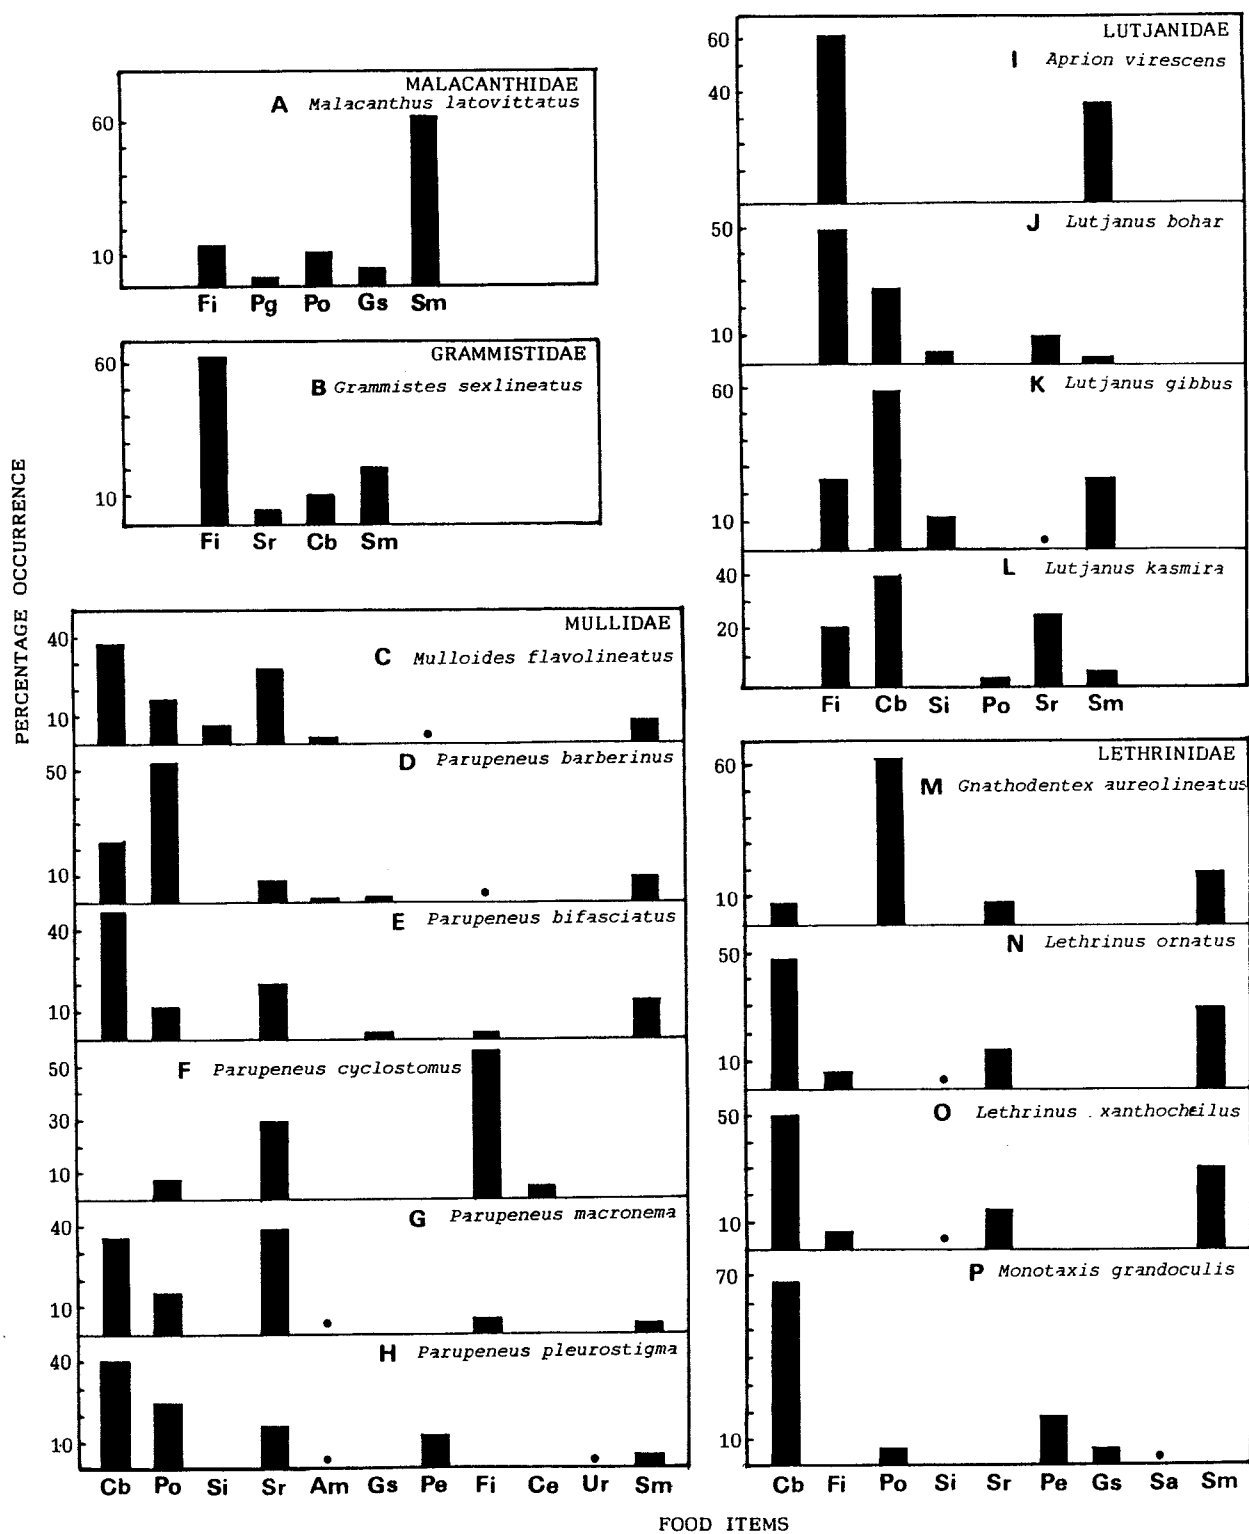 MALACANTHIDAE
A Malacanthus latovittatus
60
10
Fi Pg Po Gs Sm
GRAMMISTIDAE
B Grammistes sexlineatus
60
10
Fi Sr Cb Sm
PERCENTAGE OCCURRENCE
MULLIDAE
C Mulloides flavolineatus
40
10
D Parupeneus barberinus
50
10
E Parupeneus bifasciatus
40
10
F Parupeneus cyclostomus
50
30
10
G Parupeneus macronema
40
10
H Parupeneus pleurostigma
40
10
Cb Po Si Sr Am Gs Pe Fi Ce Ur Sm
LUTJANIDAE
I Aprion virescens
60
40
J Lutjanus bohar
50
10
K Lutjanus gibbus
60
10
L Lutjanus kasmira
40
20
Fi Cb Si Po Sr Sm
LETHRINIDAE
M Gnathodentex aureolineatus
60
10
N Lethrinus ornatus
50
10
O Lethrinus xanthocheilus
50
10
P Monotaxis grandoculis
70
10
Cb Fi Po Si Sr Pe Gs Sa Sm
FOOD ITEMS